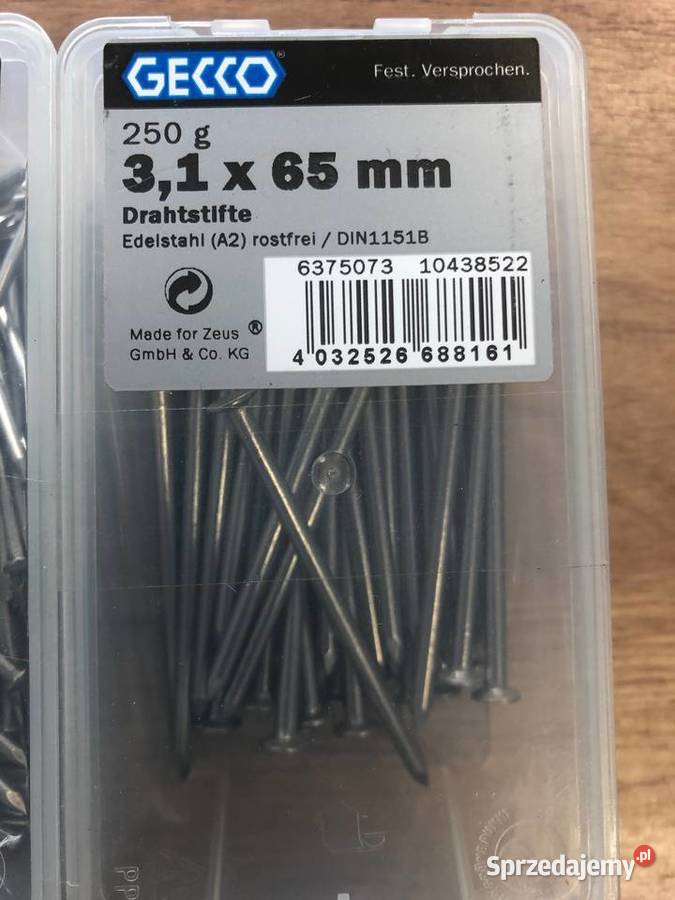 GECCO®
Fest. Versprochen.
250 g
3,1 x 65 mm
Drahtstifte
Edelstahl (A2) rostfrei / DIN1151B
6375073 10438522
Made for Zeus ®
GmbH & Co. KG
4 032526 688161
PP
Sprzedajemy.pl